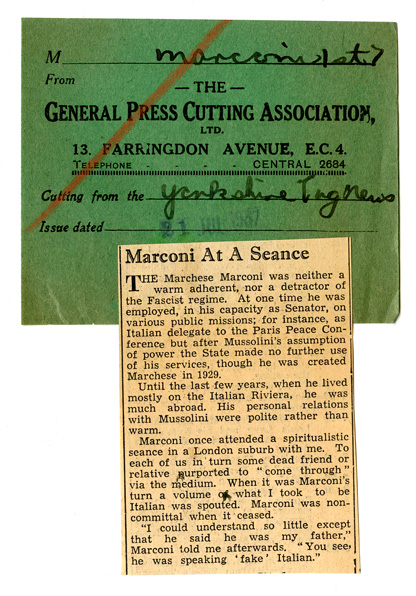 M marconi 1st.7
From
— THE —
GENERAL PRESS CUTTING ASSOCIATION,
LTD.
13, FARRINGDON AVENUE, E.C.4.
TELEPHONE - - - CENTRAL 2684
Cutting from the Yorkshire Evg News
Issue dated 21 JUL
Marconi At A Seance
THE Marchese Marconi was neither a
warm adherent, nor a detractor of
the Fascist regime. At one time he was
employed, in his capacity as Senator, on
various public missions; for instance, as
Italian delegate to the Paris Peace Con-
ference but after Mussolini's assumption
of power the State made no further use
of his services, though he was created
Marchese in 1929.
Until the last few years, when he lived
mostly on the Italian Riviera, he was
much abroad. His personal relations
with Mussolini were polite rather than
warm.
Marconi once attended a spiritualistic
seance in a London suburb with me. To
each of us in turn some dead friend or
relative purported to "come through"
via the medium. When it was Marconi's
turn a volume of what I took to be
Italian was spouted. Marconi was non-
committal when it ceased.
"I could understand so little except
that he said he was my father,"
Marconi told me afterwards. "You see,
he was speaking 'fake' Italian."